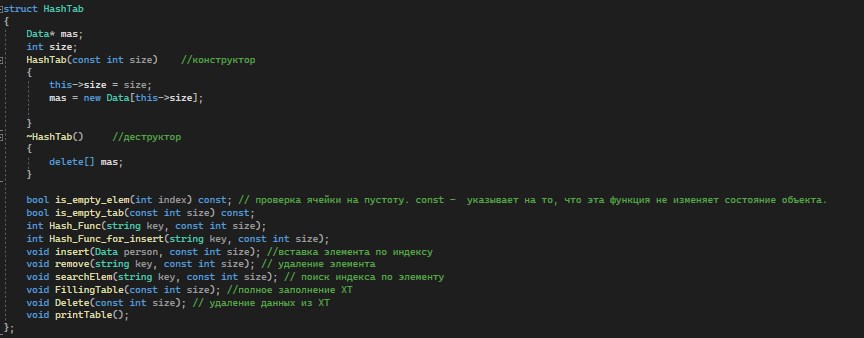 struct HashTab
{
Data* mas;
int size;
HashTab(const int size) //конструктор
{
this->size = size;
mas = new Data[this->size];
}
~HashTab() //деструктор
{
delete[] mas;
}
bool is_empty_elem(int index) const; // проверка ячейки на пустоту. const - указывает на то, что эта функция не изменяет состояние объекта.
bool is_empty_tab(const int size) const;
int Hash_Func(string key, const int size);
int Hash_Func_for_insert(string key, const int size);
void insert(Data person, const int size); //вставка элемента по индексу
void remove(string key, const int size); // удаление элемента
void searchElem(string key, const int size); // поиск индекса по элементу
void FillingTable(const int size); //полное заполнение ХТ
void Delete(const int size); // удаление данных из ХТ
void printTable();
};